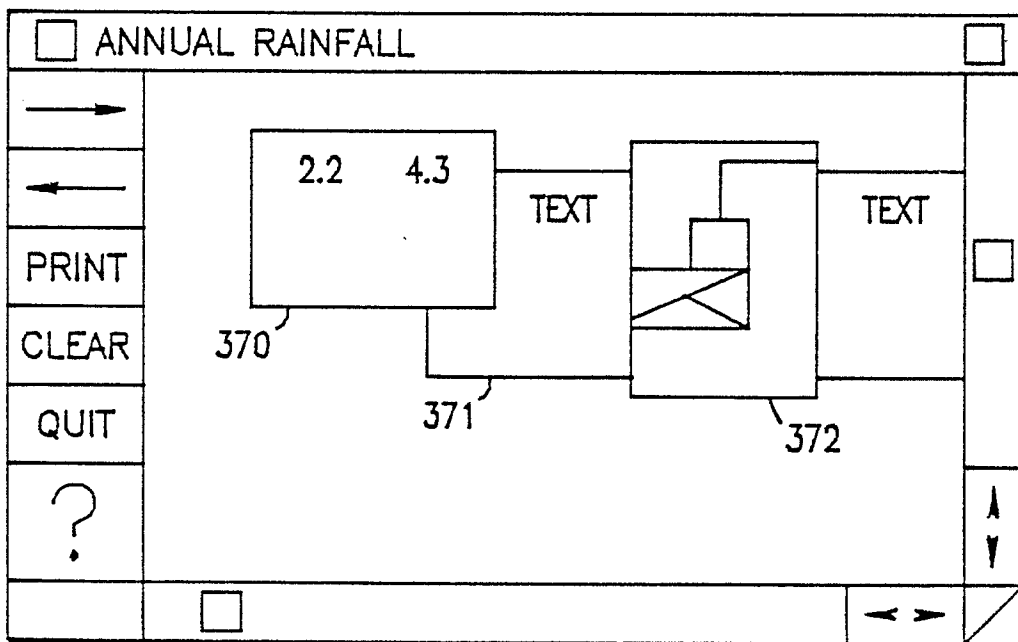 ANNUAL RAINFALL
2.2 4.3
TEXT TEXT
PRINT
370
CLEAR
371
QUIT
372
?